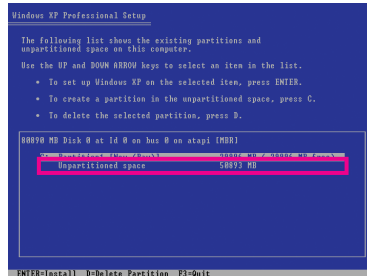 Windows XP Professional Setup
The following list shows the existing partitions and
unpartitioned space on this computer.
Use the UP and DOWN ARROW keys to select an item in the list.
• To set up Windows XP on the selected item, press ENTER.
• To create a partition in the unpartitioned space, press C.
• To delete the selected partition, press D.
80890 MB Disk 0 at Id 0 on bus 0 on atapi [MBR]
Unpartitioned space 50893 MB
ENTER=Install D=Delete Partition F3=Quit